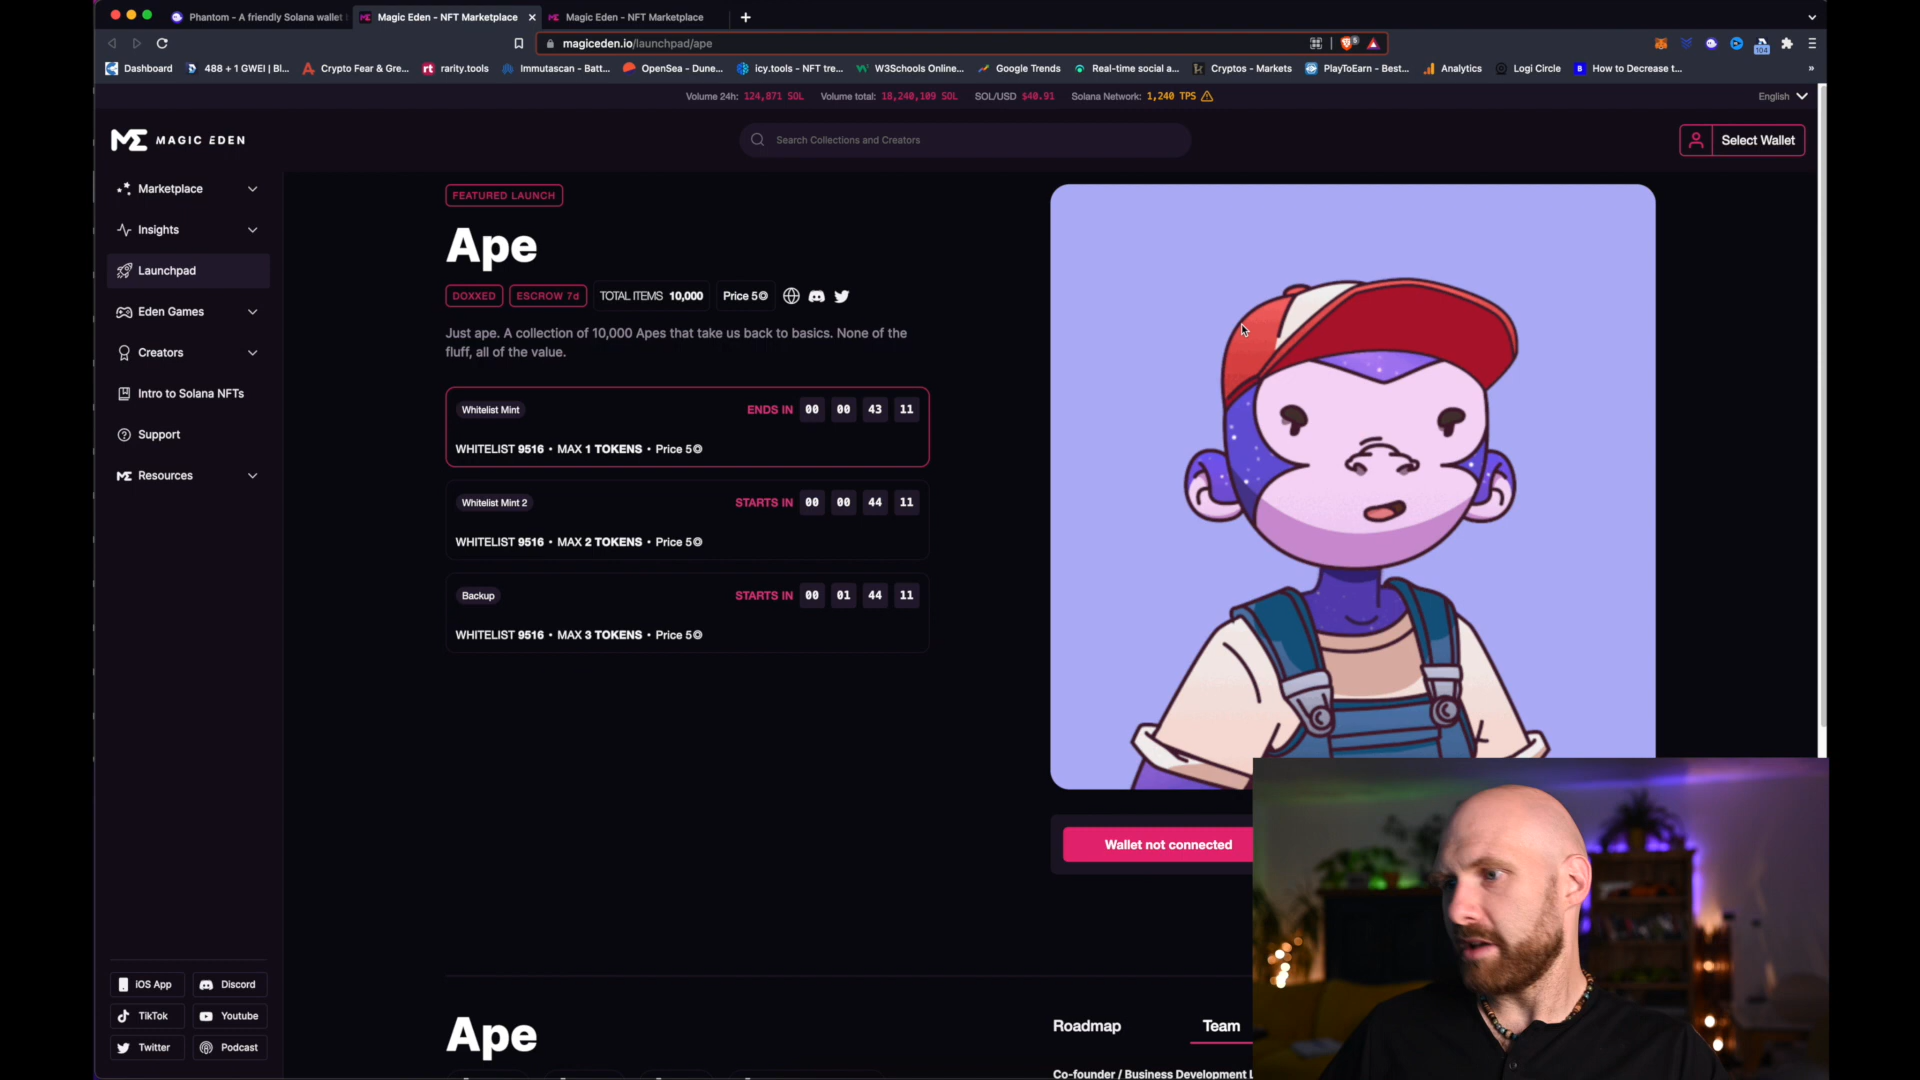 Phantom - A friendly Solana wallet
Magic Eden - NFT Marketplace
Magic Eden - NFT Marketplace
magiceden.io/launchpad/ape
104
Dashboard
488 + 1 GWEI | Bl...
Crypto Fear & Gre...
rarity.tools
Immutascan - Batt...
OpenSea - Dune...
icy.tools - NFT tre...
W3Schools Online...
Google Trends
Real-time social a...
Cryptos - Markets
PlayToEarn - Best...
Analytics
Logi Circle
How to Decrease t...
Volume 24h: 124,871 SOL
Volume total: 18,240,109 SOL
SOL/USD $40.91
Solana Network: 1,240 TPS
English
MAGIC EDEN
Search Collections and Creators
Select Wallet
Marketplace
Insights
Launchpad
Eden Games
Creators
Intro to Solana NFTs
Support
Resources
iOS App
Discord
TikTok
Youtube
Twitter
Podcast
FEATURED LAUNCH
Ape
DOXXED
ESCROW 7d
TOTAL ITEMS 10,000
Price 5
Just ape. A collection of 10,000 Apes that take us back to basics. None of the
fluff, all of the value.
Whitelist Mint
ENDS IN 00 00 43 11
WHITELIST 9516 • MAX 1 TOKENS • Price 5
Whitelist Mint 2
STARTS IN 00 00 44 11
WHITELIST 9516 • MAX 2 TOKENS • Price 5
Backup
STARTS IN 00 01 44 11
WHITELIST 9516 • MAX 3 TOKENS • Price 5
Wallet not connected
Ape
Roadmap
Team
Co-founder / Business Development L